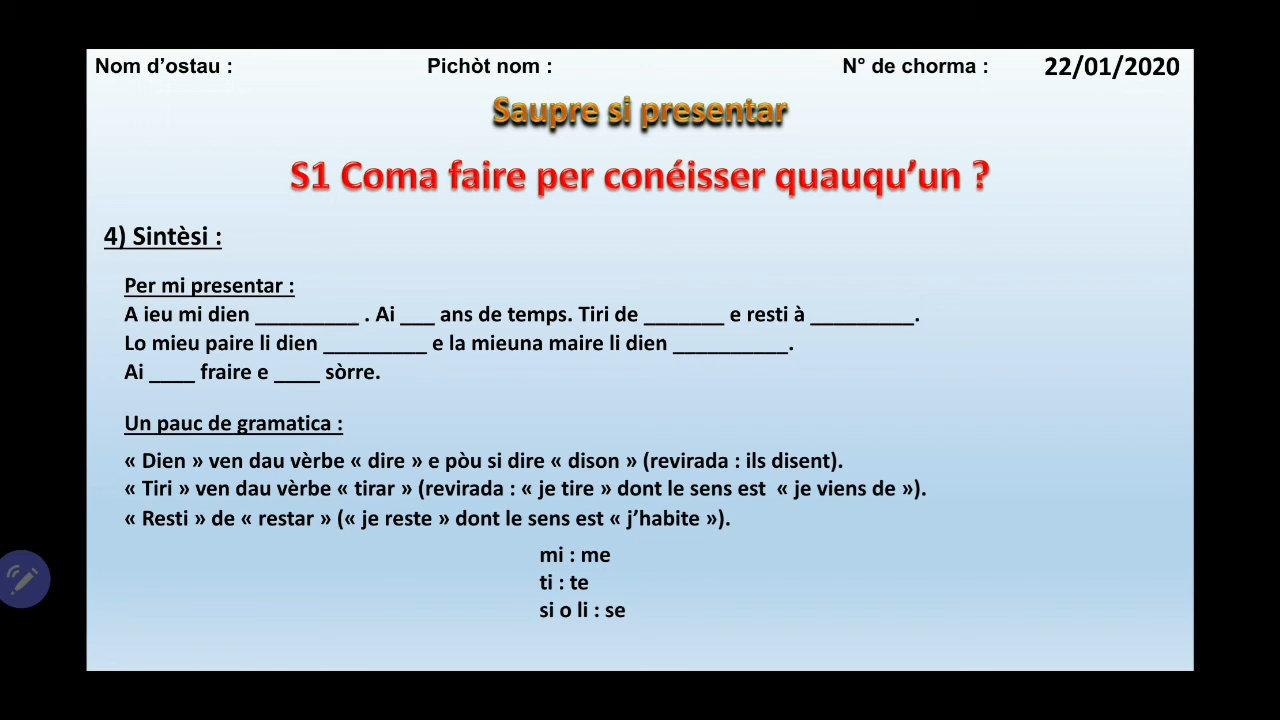 Nom d’ostau : Pichòt nom : N° de chorma : 22/01/2020
Saupre si presentar
S1 Coma faire per conéisser quauqu’un ?
4) Sintèsi :
Per mi presentar :
A ieu mi dien _________ . Ai ___ ans de temps. Tiri de _______ e resti à _________.
Lo mieu paire li dien _________ e la mieuna maire li dien __________.
Ai ____ fraire e ____ sòrre.
Un pauc de gramatica :
« Dien » ven dau vèrbe « dire » e pòu si dire « dison » (revirada : ils disent).
« Tiri » ven dau vèrbe « tirar » (revirada : « je tire » dont le sens est « je viens de »).
« Resti » de « restar » (« je reste » dont le sens est « j’habite »).
mi : me
ti : te
si o li : se